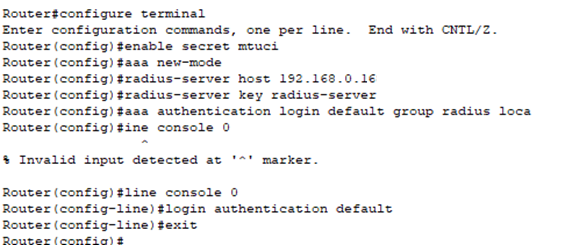 Router#configure terminal
Enter configuration commands, one per line.  End with CNTL/Z.
Router(config)#enable secret mtuci
Router(config)#aaa new-mode
Router(config)#radius-server host 192.168.0.16
Router(config)#radius-server key radius-server
Router(config)#aaa authentication login default group radius loca
Router(config)#ine console 0
^
% Invalid input detected at '^' marker.
Router(config)#line console 0
Router(config-line)#login authentication default
Router(config-line)#exit
Router(config)#